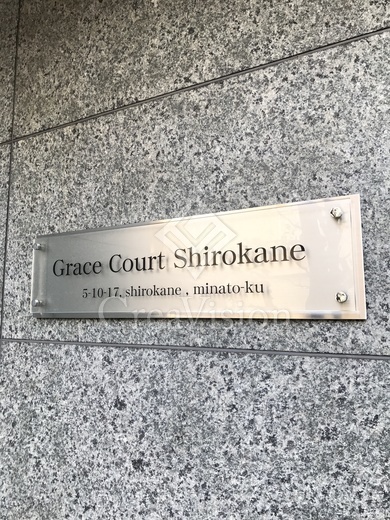 Grace Court Shirokane
5-10-17, shirokane , minato-ku
CreaVision